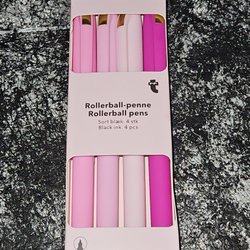 Rollerball-penne
Rollerball pens
Sort blæk. 4 stk
Black ink. 4 pcs